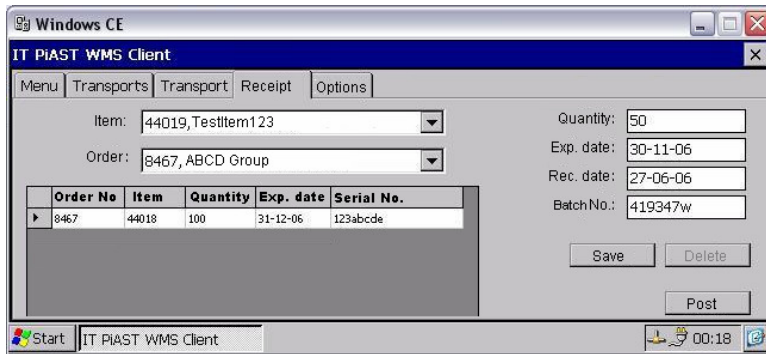 Windows CE
IT PiAST WMS Client
Menu Transports Transport Receipt Options
Item: 44019,TestItem123
Order: 8467, ABCD Group
Quantity: 50
Exp. date: 30-11-06
Rec. date: 27-06-06
Batch No.: 419347w
Order No Item Quantity Exp. date Serial No.
8467 44018 100 31-12-06 123abcde
Save Delete
Post
Start IT PiAST WMS Client 00:18